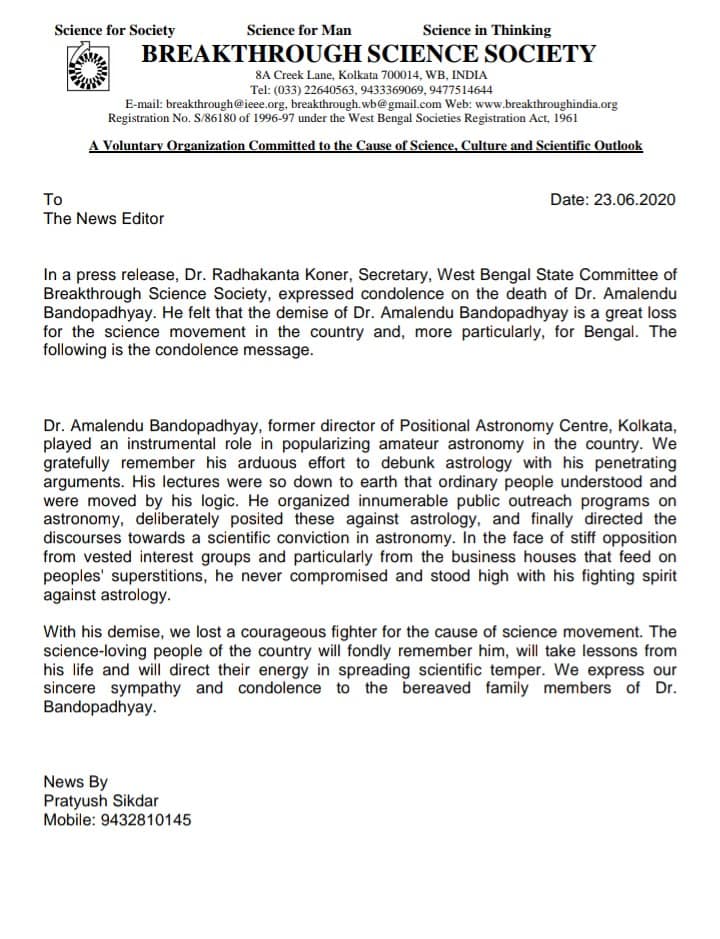 Science for Society Science for Man Science in Thinking
BREAKTHROUGH SCIENCE SOCIETY
8A Creek Lane, Kolkata 700014, WB, INDIA
Tel: (033) 22640563, 9433369069, 9477514644
E-mail: breakthrough@ieee.org, breakthrough.wb@gmail.com Web: www.breakthroughindia.org
Registration No. S/86180 of 1996-97 under the West Bengal Societies Registration Act, 1961
A Voluntary Organization Committed to the Cause of Science, Culture and Scientific Outlook
To Date: 23.06.2020
The News Editor
In a press release, Dr. Radhakanta Koner, Secretary, West Bengal State Committee of
Breakthrough Science Society, expressed condolence on the death of Dr. Amalendu
Bandopadhyay. He felt that the demise of Dr. Amalendu Bandopadhyay is a great loss
for the science movement in the country and, more particularly, for Bengal. The
following is the condolence message.
Dr. Amalendu Bandopadhyay, former director of Positional Astronomy Centre, Kolkata,
played an instrumental role in popularizing amateur astronomy in the country. We
gratefully remember his arduous effort to debunk astrology with his penetrating
arguments. His lectures were so down to earth that ordinary people understood and
were moved by his logic. He organized innumerable public outreach programs on
astronomy, deliberately posited these against astrology, and finally directed the
discourses towards a scientific conviction in astronomy. In the face of stiff opposition
from vested interest groups and particularly from the business houses that feed on
peoples' superstitions, he never compromised and stood high with his fighting spirit
against astrology.
With his demise, we lost a courageous fighter for the cause of science movement. The
science-loving people of the country will fondly remember him, will take lessons from
his life and will direct their energy in spreading scientific temper. We express our
sincere sympathy and condolence to the bereaved family members of Dr.
Bandopadhyay.
News By
Pratyush Sikdar
Mobile: 9432810145